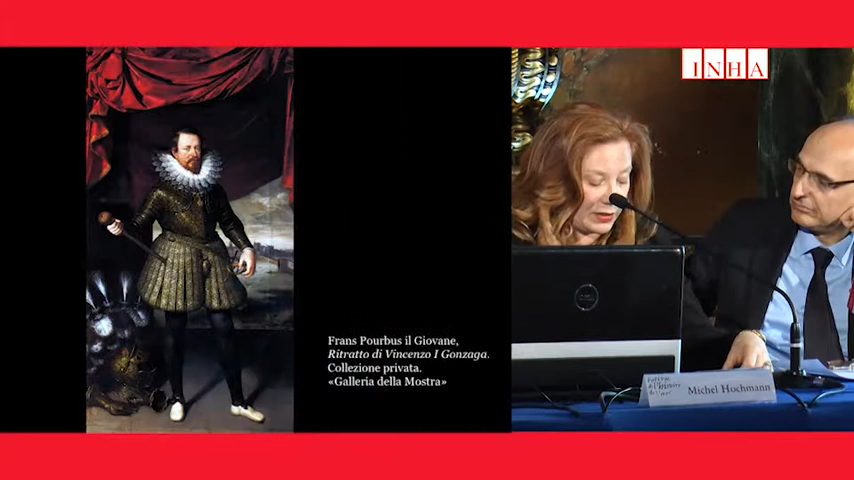 INHA
Frans Pourbus il Giovane,
Ritratto di Vincenzo I Gonzaga.
Collezione privata.
«Galleria della Mostra»
Michel Hochmann